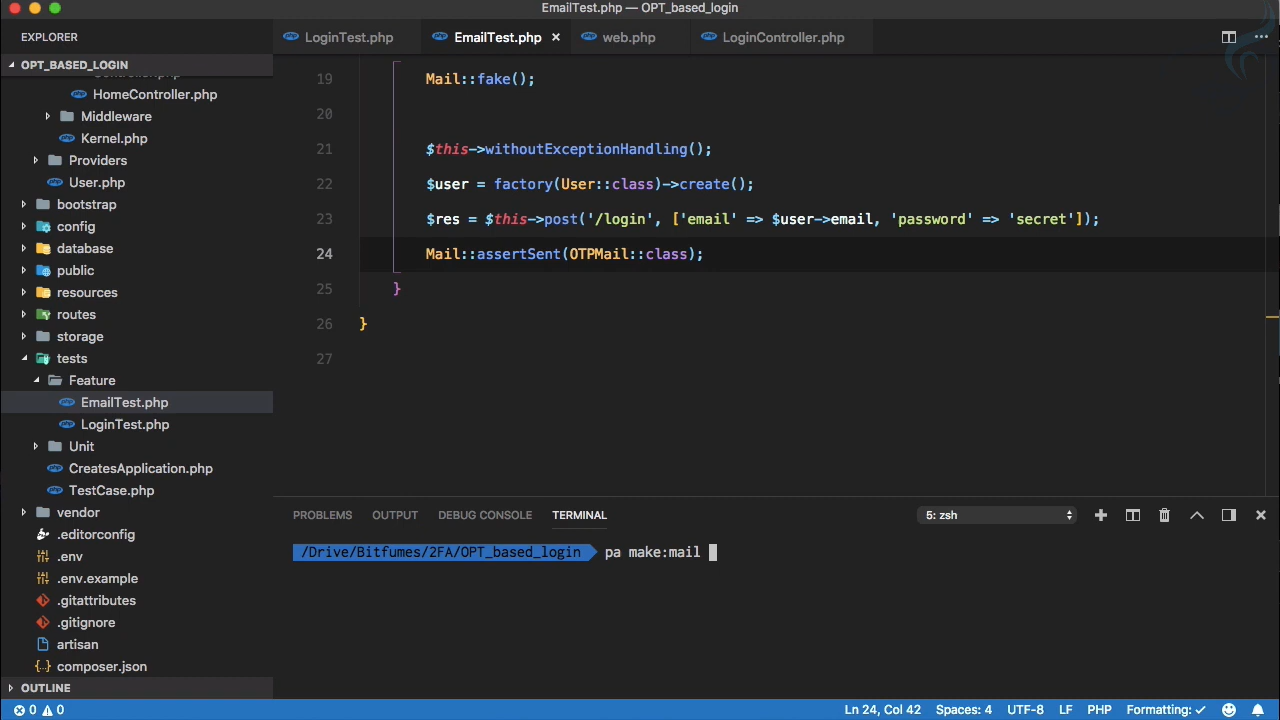 EmailTest.php — OPT_based_login
EXPLORER
LoginTest.php
EmailTest.php ×
web.php
LoginController.php
OPT_BASED_LOGIN
HomeController.php
Middleware
Kernel.php
Providers
User.php
bootstrap
config
database
public
resources
routes
storage
tests
Feature
EmailTest.php
LoginTest.php
Unit
CreatesApplication.php
TestCase.php
vendor
.editorconfig
.env
.env.example
.gitattributes
.gitignore
artisan
composer.json
OUTLINE
19 Mail::fake();
20
21 $this->withoutExceptionHandling();
22 $user = factory(User::class)->create();
23 $res = $this->post('/login', ['email' => $user->email, 'password' => 'secret']);
24 Mail::assertSent(OTPMail::class);
25 }
26 }
27
PROBLEMS OUTPUT DEBUG CONSOLE TERMINAL 5: zsh
/Drive/Bitfumes/2FA/OPT_based_login pa make:mail
0 0 Ln 24, Col 42 Spaces: 4 UTF-8 LF PHP Formatting: ✓